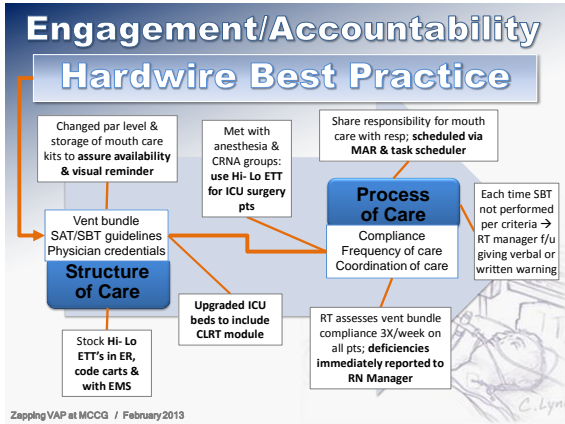 Engagement/Accountability
Hardwire Best Practice
Changed par level &
storage of mouth care
kits to assure availability
& visual reminder
Met with
anesthesia &
CRNA groups:
use Hi- Lo ETT
for ICU surgery
pts
Share responsibility for mouth
care with resp; scheduled via
MAR & task scheduler
Process
of Care
Compliance
Frequency of care
Coordination of care
Each time SBT
not performed
per criteria →
RT manager f/u
giving verbal or
written warning
Vent bundle
SAT/SBT guidelines
Physician credentials
Structure
of Care
Upgraded ICU
beds to include
CLRT module
Stock Hi- Lo
ETT's in ER,
code carts &
with EMS
RT assesses vent bundle
compliance 3X/week on
all pts; deficiencies
immediately reported to
RN Manager
Zapping VAP at MCCG / February 2013